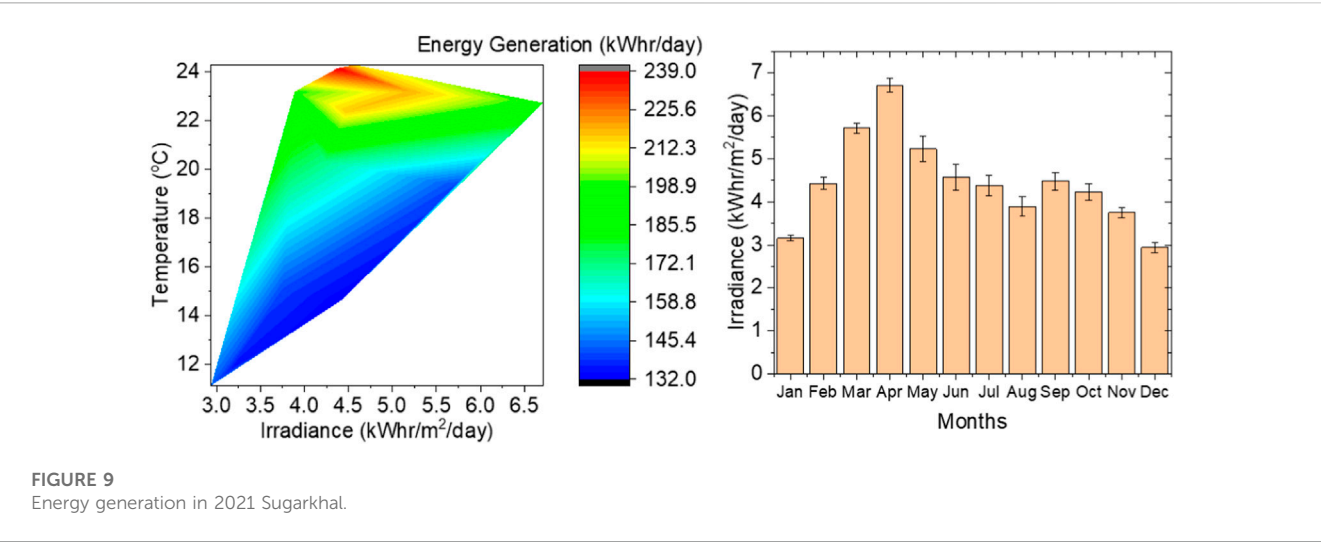 Energy Generation (kWhr/day)
24
22
20
18
16
14
12
Temperature (°C)
3.0 3.5 4.0 4.5 5.0 5.5 6.0 6.5
Irradiance (kWhr/m²/day)
239.0
225.6
212.3
198.9
185.5
172.1
158.8
145.4
132.0
7
6
5
4
3
2
1
0
Irradiance (kWhr/m²/day)
Jan Feb Mar Apr May Jun Jul Aug Sep Oct Nov Dec
Months
FIGURE 9
Energy generation in 2021 Sugarkhal.